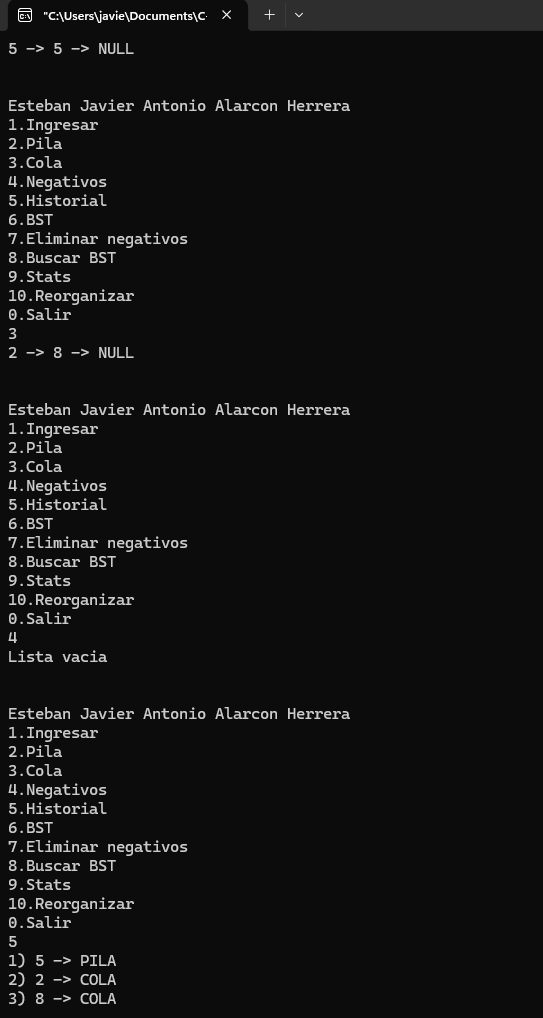 "C:\Users\javie\Documents\C-
5 -> 5 -> NULL
Esteban Javier Antonio Alarcon Herrera
1.Ingresar
2.Pila
3.Cola
4.Negativos
5.Historial
6.BST
7.Eliminar negativos
8.Buscar BST
9.Stats
10.Reorganizar
0.Salir
3
2 -> 8 -> NULL
Esteban Javier Antonio Alarcon Herrera
1.Ingresar
2.Pila
3.Cola
4.Negativos
5.Historial
6.BST
7.Eliminar negativos
8.Buscar BST
9.Stats
10.Reorganizar
0.Salir
4
Lista vacia
Esteban Javier Antonio Alarcon Herrera
1.Ingresar
2.Pila
3.Cola
4.Negativos
5.Historial
6.BST
7.Eliminar negativos
8.Buscar BST
9.Stats
10.Reorganizar
0.Salir
5
1) 5 -> PILA
2) 2 -> COLA
3) 8 -> COLA